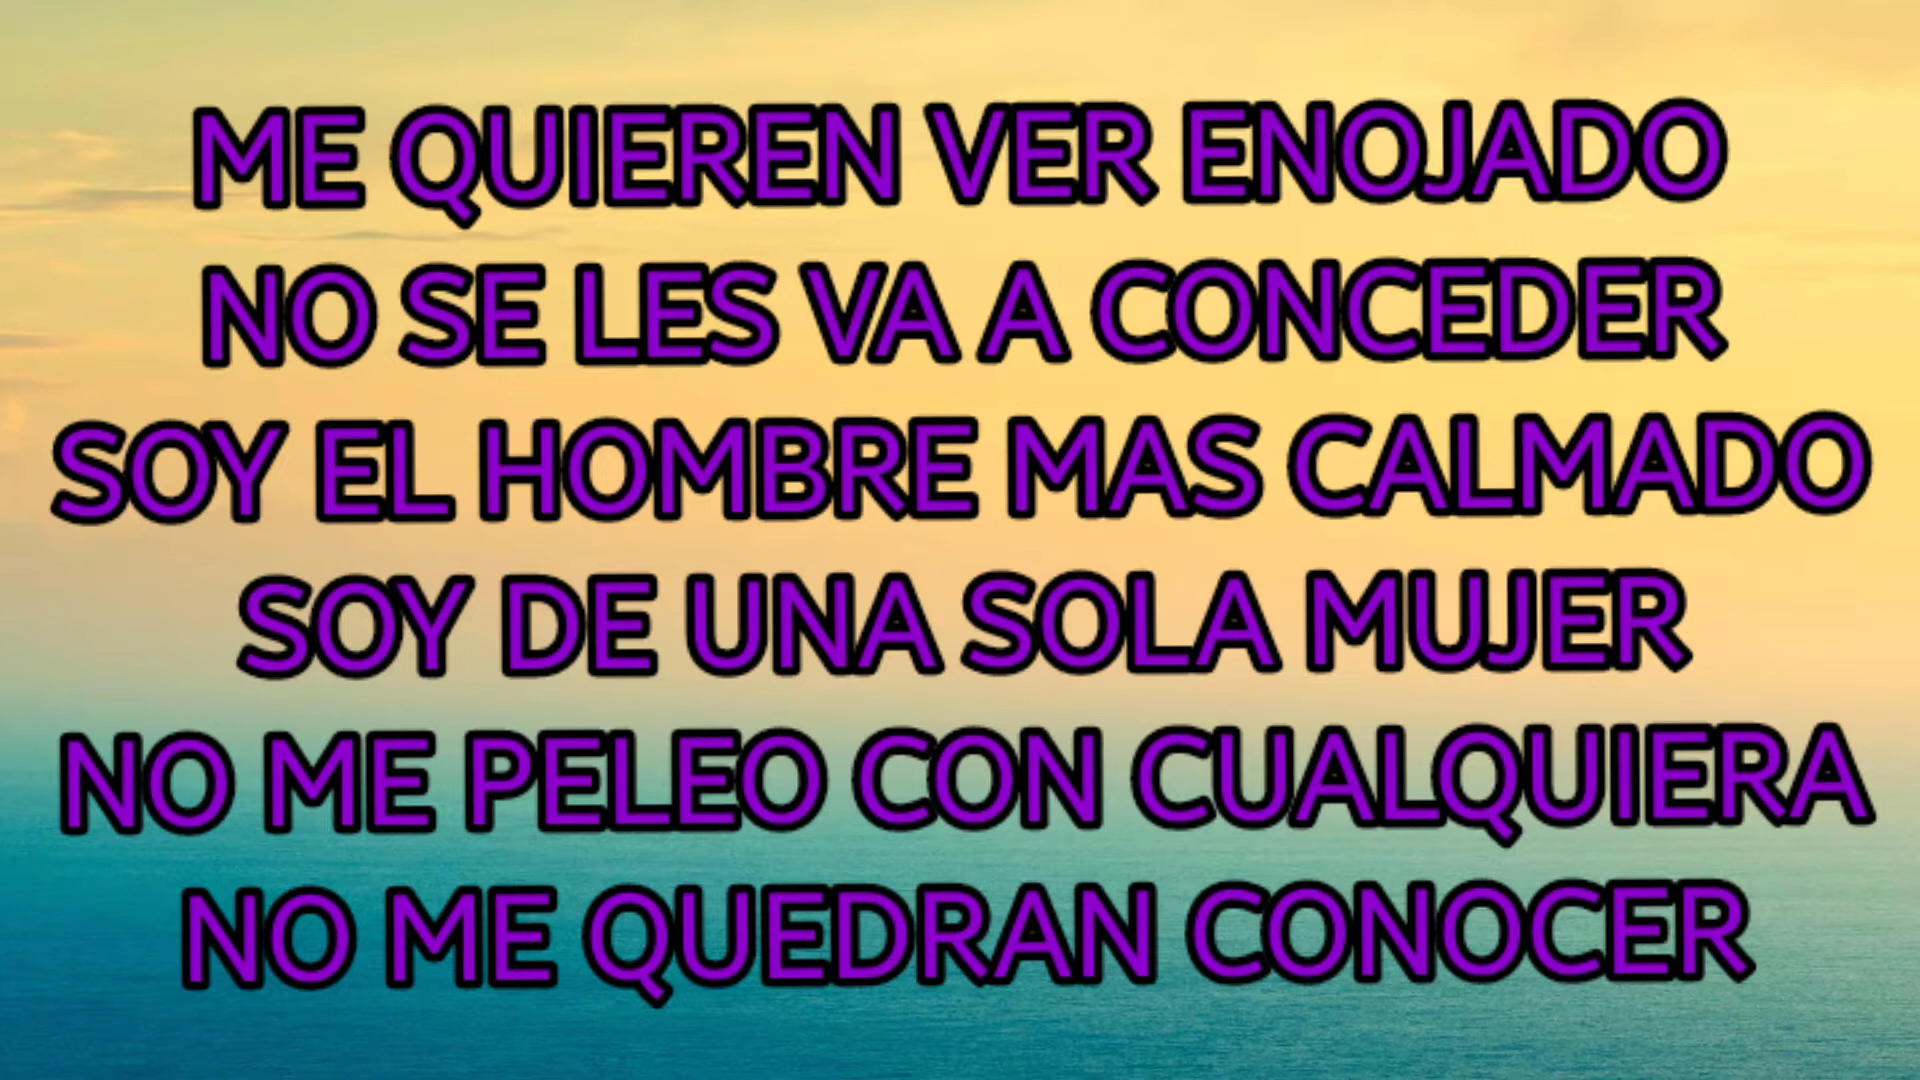 ME QUIEREN VER ENOJADO
NO SE LES VA A CONCEDER
SOY EL HOMBRE MAS CALMADO
SOY DE UNA SOLA MUJER
NO ME PELEO CON CUALQUIERA
NO ME QUEDRAN CONOCER